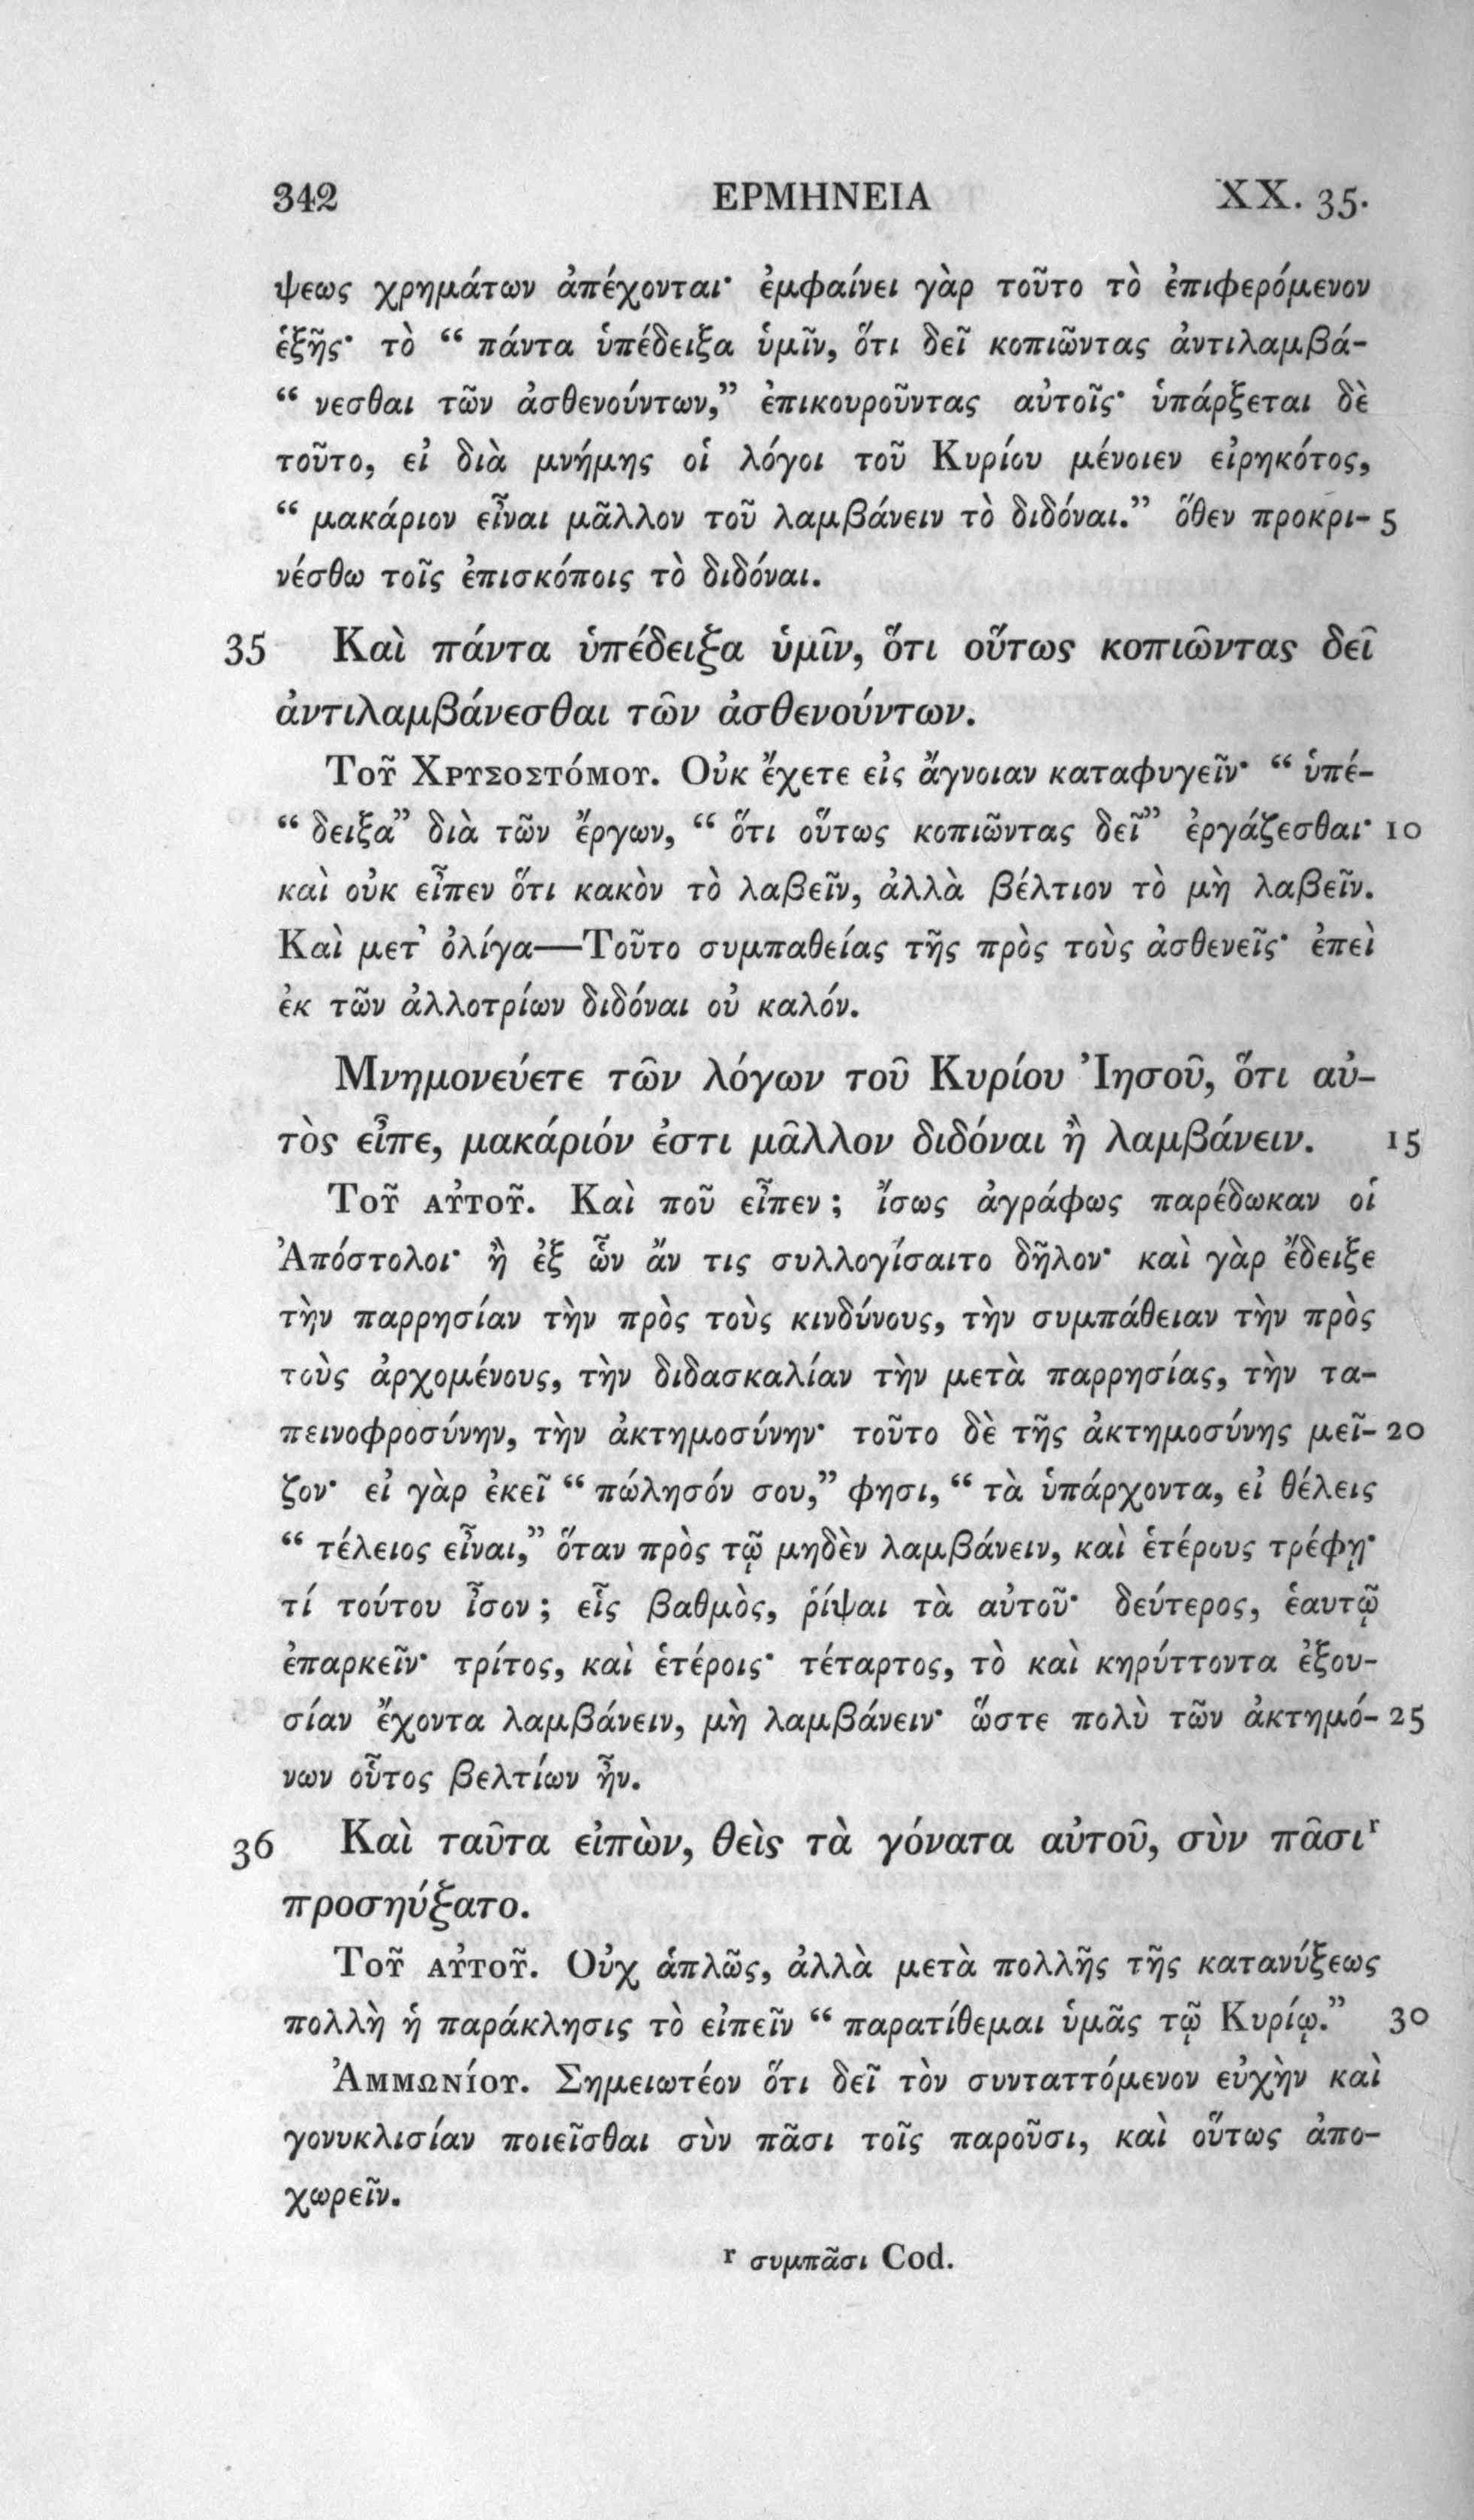 342 ΕΡΜΗΝΕΙΑ XX. 35.
ψεως χρημάτων ἀπέχονται· ἐμφαίνει γὰρ τοῦτο τὸ ἐπιφερόμενον
ἑξῆς· τὸ “ πάντα ὑπέδειξα ὑμῖν, ὅτι δεῖ κοπιῶντας ἀντιλαμβά-
“ νεσθαι τῶν ἀσθενούντων,” ἐπικουροῦντας αὐτοῖς· ὑπάρξεται δὲ
τοῦτο, εἰ διὰ μνήμης οἱ λόγοι τοῦ Κυρίου μένοιεν εἰρηκότος,
“ μακάριον εἶναι μᾶλλον τοῦ λαμβάνειν τὸ διδόναι.” ὅθεν προκρι- 5
νέσθω τοῖς ἐπισκόποις τὸ διδόναι.
35 Καὶ πάντα ὑπέδειξα ὑμῖν, ὅτι οὕτως κοπιῶντας δεῖ
ἀντιλαμβάνεσθαι τῶν ἀσθενούντων.
Τοῦ Χρυσοστόμου. Οὐκ ἔχετε εἰς ἄγνοιαν καταφυγεῖν· “ ὑπέ-
“ δειξα” διὰ τῶν ἔργων, “ ὅτι οὕτως κοπιῶντας δεῖ” ἐργάζεσθαι· 10
καὶ οὐκ εἶπεν ὅτι κακὸν τὸ λαβεῖν, ἀλλὰ βέλτιον τὸ μὴ λαβεῖν.
Καὶ μετ’ ὀλίγα—Τοῦτο συμπαθείας τῆς πρὸς τοὺς ἀσθενεῖς· ἐπεὶ
ἐκ τῶν ἀλλοτρίων διδόναι οὐ καλόν.
Μνημονεύετε τῶν λόγων τοῦ Κυρίου Ἰησοῦ, ὅτι αὐ-
τὸς εἶπε, μακάριόν ἐστι μᾶλλον διδόναι ἢ λαμβάνειν. 15
Τοῦ αὐτοῦ. Καὶ ποῦ εἶπεν ; ἴσως ἀγράφως παρέδωκαν οἱ
Ἀπόστολοι· ἢ ἐξ ὧν ἄν τις συλλογίσαιτο δῆλον· καὶ γὰρ ἔδειξε
τὴν παρρησίαν τὴν πρὸς τοὺς κινδύνους, τὴν συμπάθειαν τὴν πρὸς
τοὺς ἀρχομένους, τὴν διδασκαλίαν τὴν μετὰ παρρησίας, τὴν τα-
πεινοφροσύνην, τὴν ἀκτημοσύνην· τοῦτο δὲ τῆς ἀκτημοσύνης μεῖ- 20
ζον· εἰ γὰρ ἐκεῖ “ πώλησόν σου,” φησι, “ τὰ ὑπάρχοντα, εἰ θέλεις
“ τέλειος εἶναι,” ὅταν πρὸς τῷ μηδὲν λαμβάνειν, καὶ ἑτέρους τρέφῃ·
τί τούτου ἶσον ; εἷς βαθμὸς, ῥίψαι τὰ αὑτοῦ· δεύτερος, ἑαυτῷ
ἐπαρκεῖν· τρίτος, καὶ ἑτέροις· τέταρτος, τὸ καὶ κηρύττοντα ἐξου-
σίαν ἔχοντα λαμβάνειν, μὴ λαμβάνειν· ὥστε πολὺ τῶν ἀκτημό- 25
νων οὗτος βελτίων ἦν.
36 Καὶ ταῦτα εἰπὼν, θεὶς τὰ γόνατα αὐτοῦ, σὺν πᾶσι<sup>r</sup>
προσηύξατο.
Τοῦ αὐτοῦ. Οὐχ ἁπλῶς, ἀλλὰ μετὰ πολλῆς τῆς κατανύξεως
πολλὴ ἡ παράκλησις τὸ εἰπεῖν “ παρατίθεμαι ὑμᾶς τῷ Κυρίῳ.” 30
Ἀμμωνίου. Σημειωτέον ὅτι δεῖ τὸν συνταττόμενον εὐχὴν καὶ
γονυκλισίαν ποιεῖσθαι σὺν πᾶσι τοῖς παροῦσι, καὶ οὕτως ἀπο-
χωρεῖν.
r συμπᾶσι Cod.